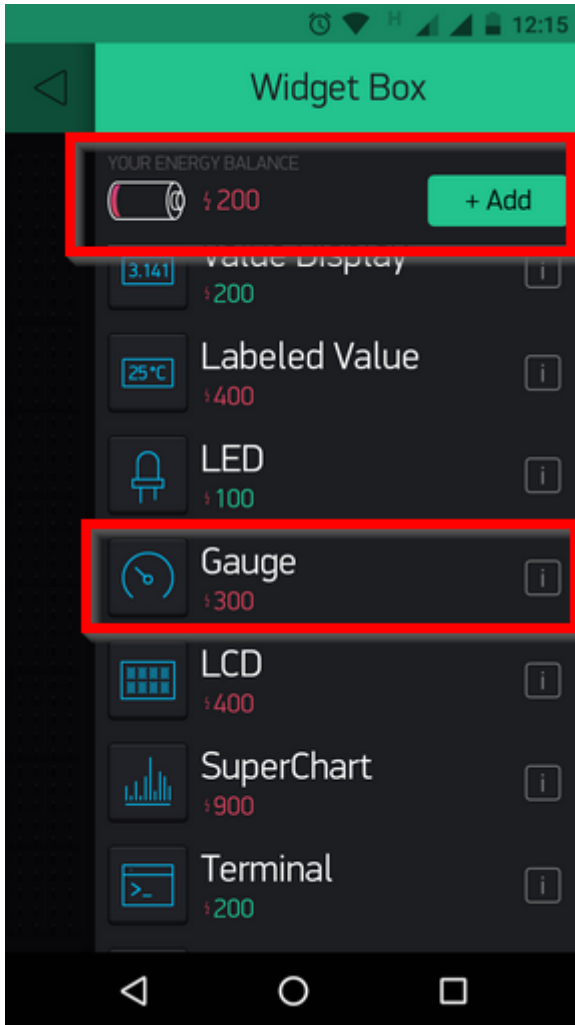 H 12:15
Widget Box
YOUR ENERGY BALANCE
200
+ Add
3.141
Value Display
i
200
25°C
Labeled Value
i
400
LED
i
100
Gauge
i
300
LCD
i
400
SuperChart
i
900
>_
Terminal
i
200